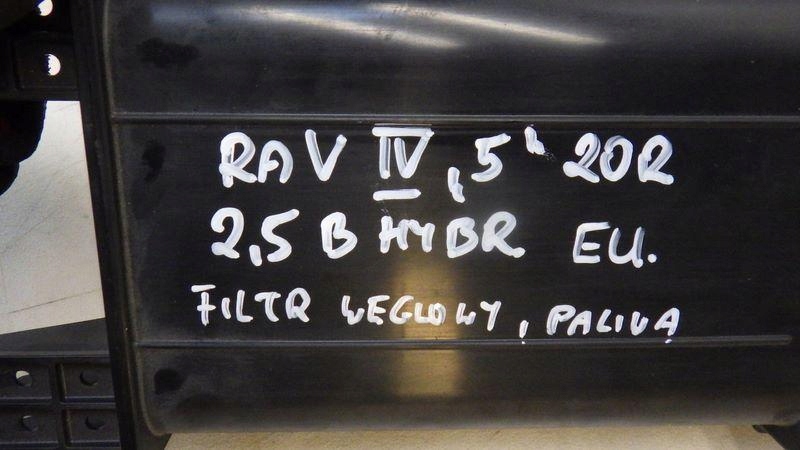 RAV IV „5" 20R
2,5 B HYBR EU.
FILTR WEGLOWY, PALIWA